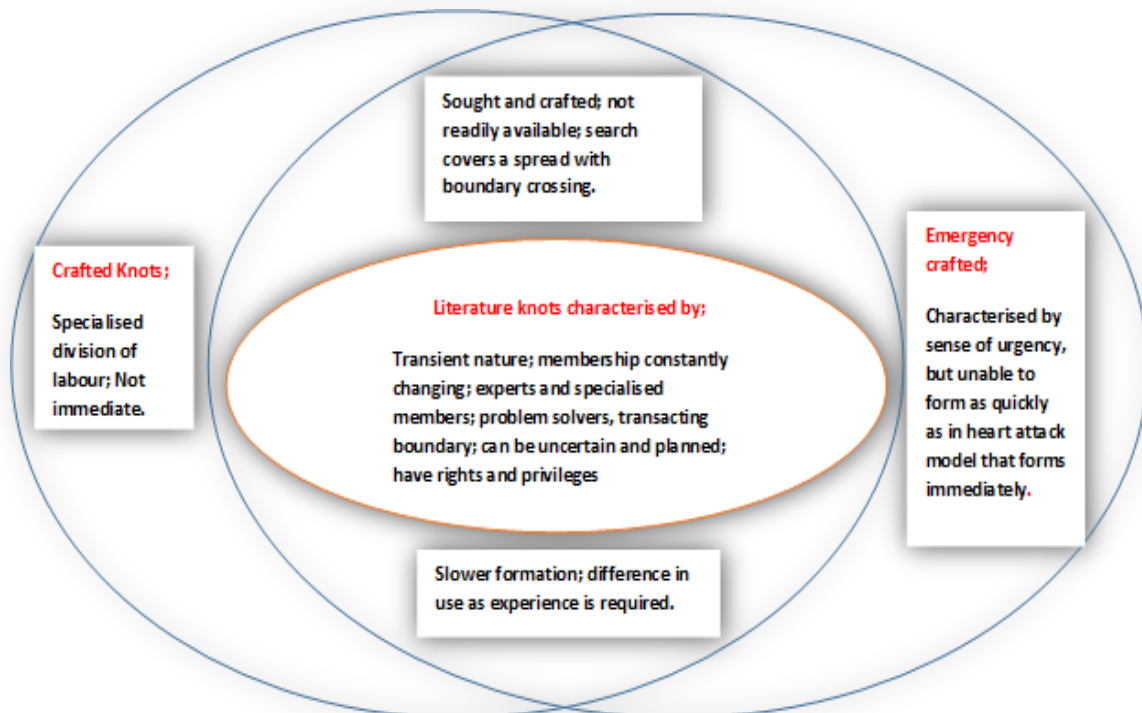 Sought and crafted; not
readily available; search
covers a spread with
boundary crossing.
Crafted Knots;
Specialised
division of
labour; Not
immediate.
Literature knots characterised by;
Transient nature; membership constantly
changing; experts and specialised
members; problem solvers, transacting
boundary; can be uncertain and planned;
have rights and privileges
Emergency
crafted;
Characterised by
sense of urgency,
but unable to
form as quickly
as in heart attack
model that forms
immediately.
Slower formation; difference in
use as experience is required.